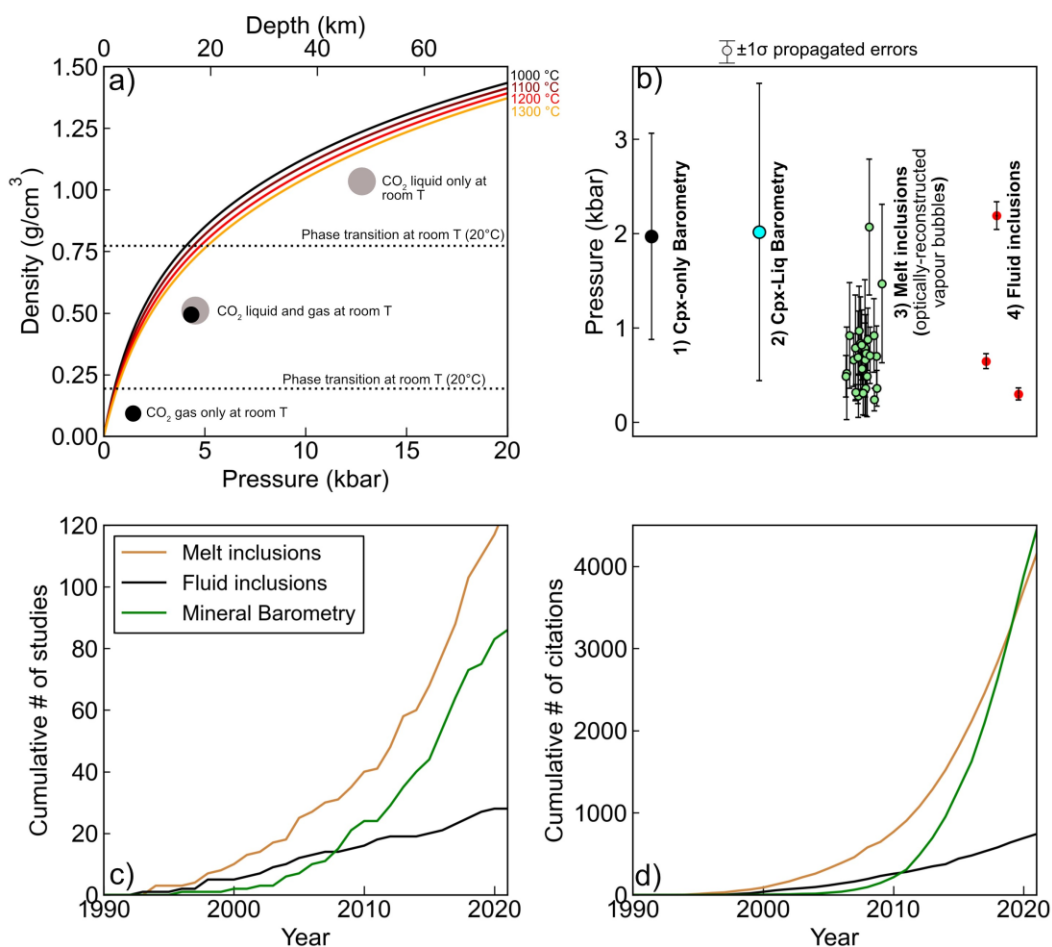 Depth (km)
0 20 40 60
a)
1.50
1.25
1.00
0.75
0.50
0.25
0.00
Density (g/cm³)
1000 °C
1100 °C
1200 °C
1300 °C
CO₂ liquid only at
room T
Phase transition at room T (20°C)
CO₂ liquid and gas at room T
Phase transition at room T (20°C)
CO₂ gas only at room T
0 5 10 15 20
Pressure (kbar)
±1σ propagated errors
b)
3
2
1
0
Pressure (kbar)
1) Cpx-only Barometry
2) Cpx-Liq Barometry
3) Melt inclusions
(optically-reconstructed
vapour bubbles)
4) Fluid inclusions
120
100
80
60
40
20
0
Cumulative # of studies
Melt inclusions
Fluid inclusions
Mineral Barometry
c)
1990 2000 2010 2020
Year
4000
3000
2000
1000
0
Cumulative # of citations
d)
1990 2000 2010 2020
Year